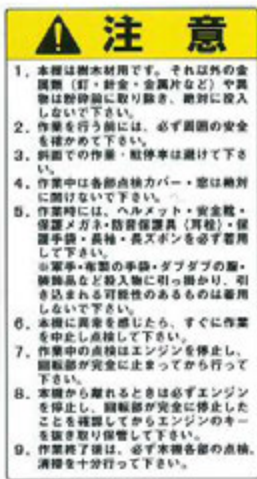 注 意
1. 本機は樹木材用です。それ以外の金
属類（釘・針金・金属片など）や異
物は粉砕前に取り除き、絶対に投入
しないで下さい。
2. 作業を行う前には、必ず周囲の安全
を確かめて下さい。
3. 斜面での作業・駐停車は避けて下さ
い。
4. 作業中は各部点検カバー・窓は絶対
に開けないで下さい。
5. 作業時には、ヘルメット・安全靴・
保護メガネ・防音保護具（耳栓）・保
護手袋・長袖・長ズボンを必ず着用
して下さい。
※軍手・布製の手袋・ダブダブの服・
装飾品など投入物に引っ掛かり、引
き込まれる可能性のあるものは着用
しないで下さい。
6. 本機に異常を感じたら、すぐに作業
を中止し点検して下さい。
7. 作業中の点検はエンジンを停止し、
回転部が完全に止まってから行って
下さい。
8. 本機から離れるときは必ずエンジン
を停止し、回転部が完全に停止した
ことを確認してからエンジンのキー
を抜き取り保管して下さい。
9. 作業終了後は、必ず本機各部の点検、
清掃を十分行って下さい。